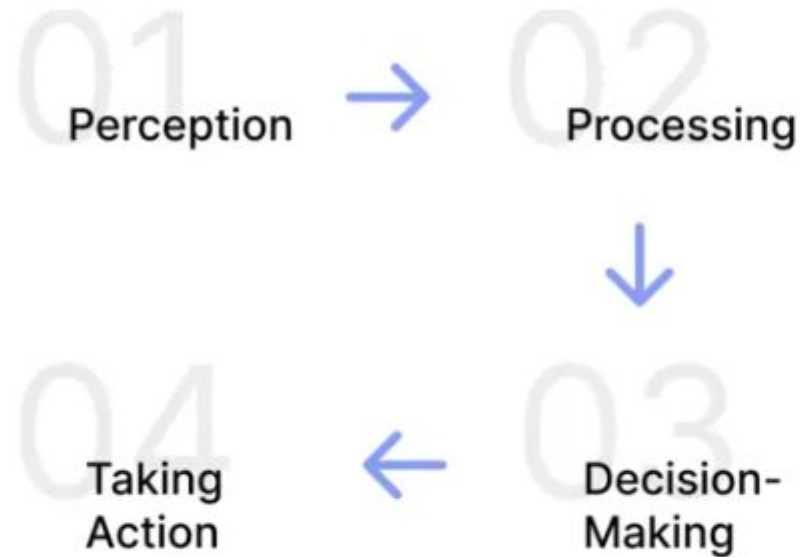 01
Perception
02
Processing
03
Decision-
Making
04
Taking
Action